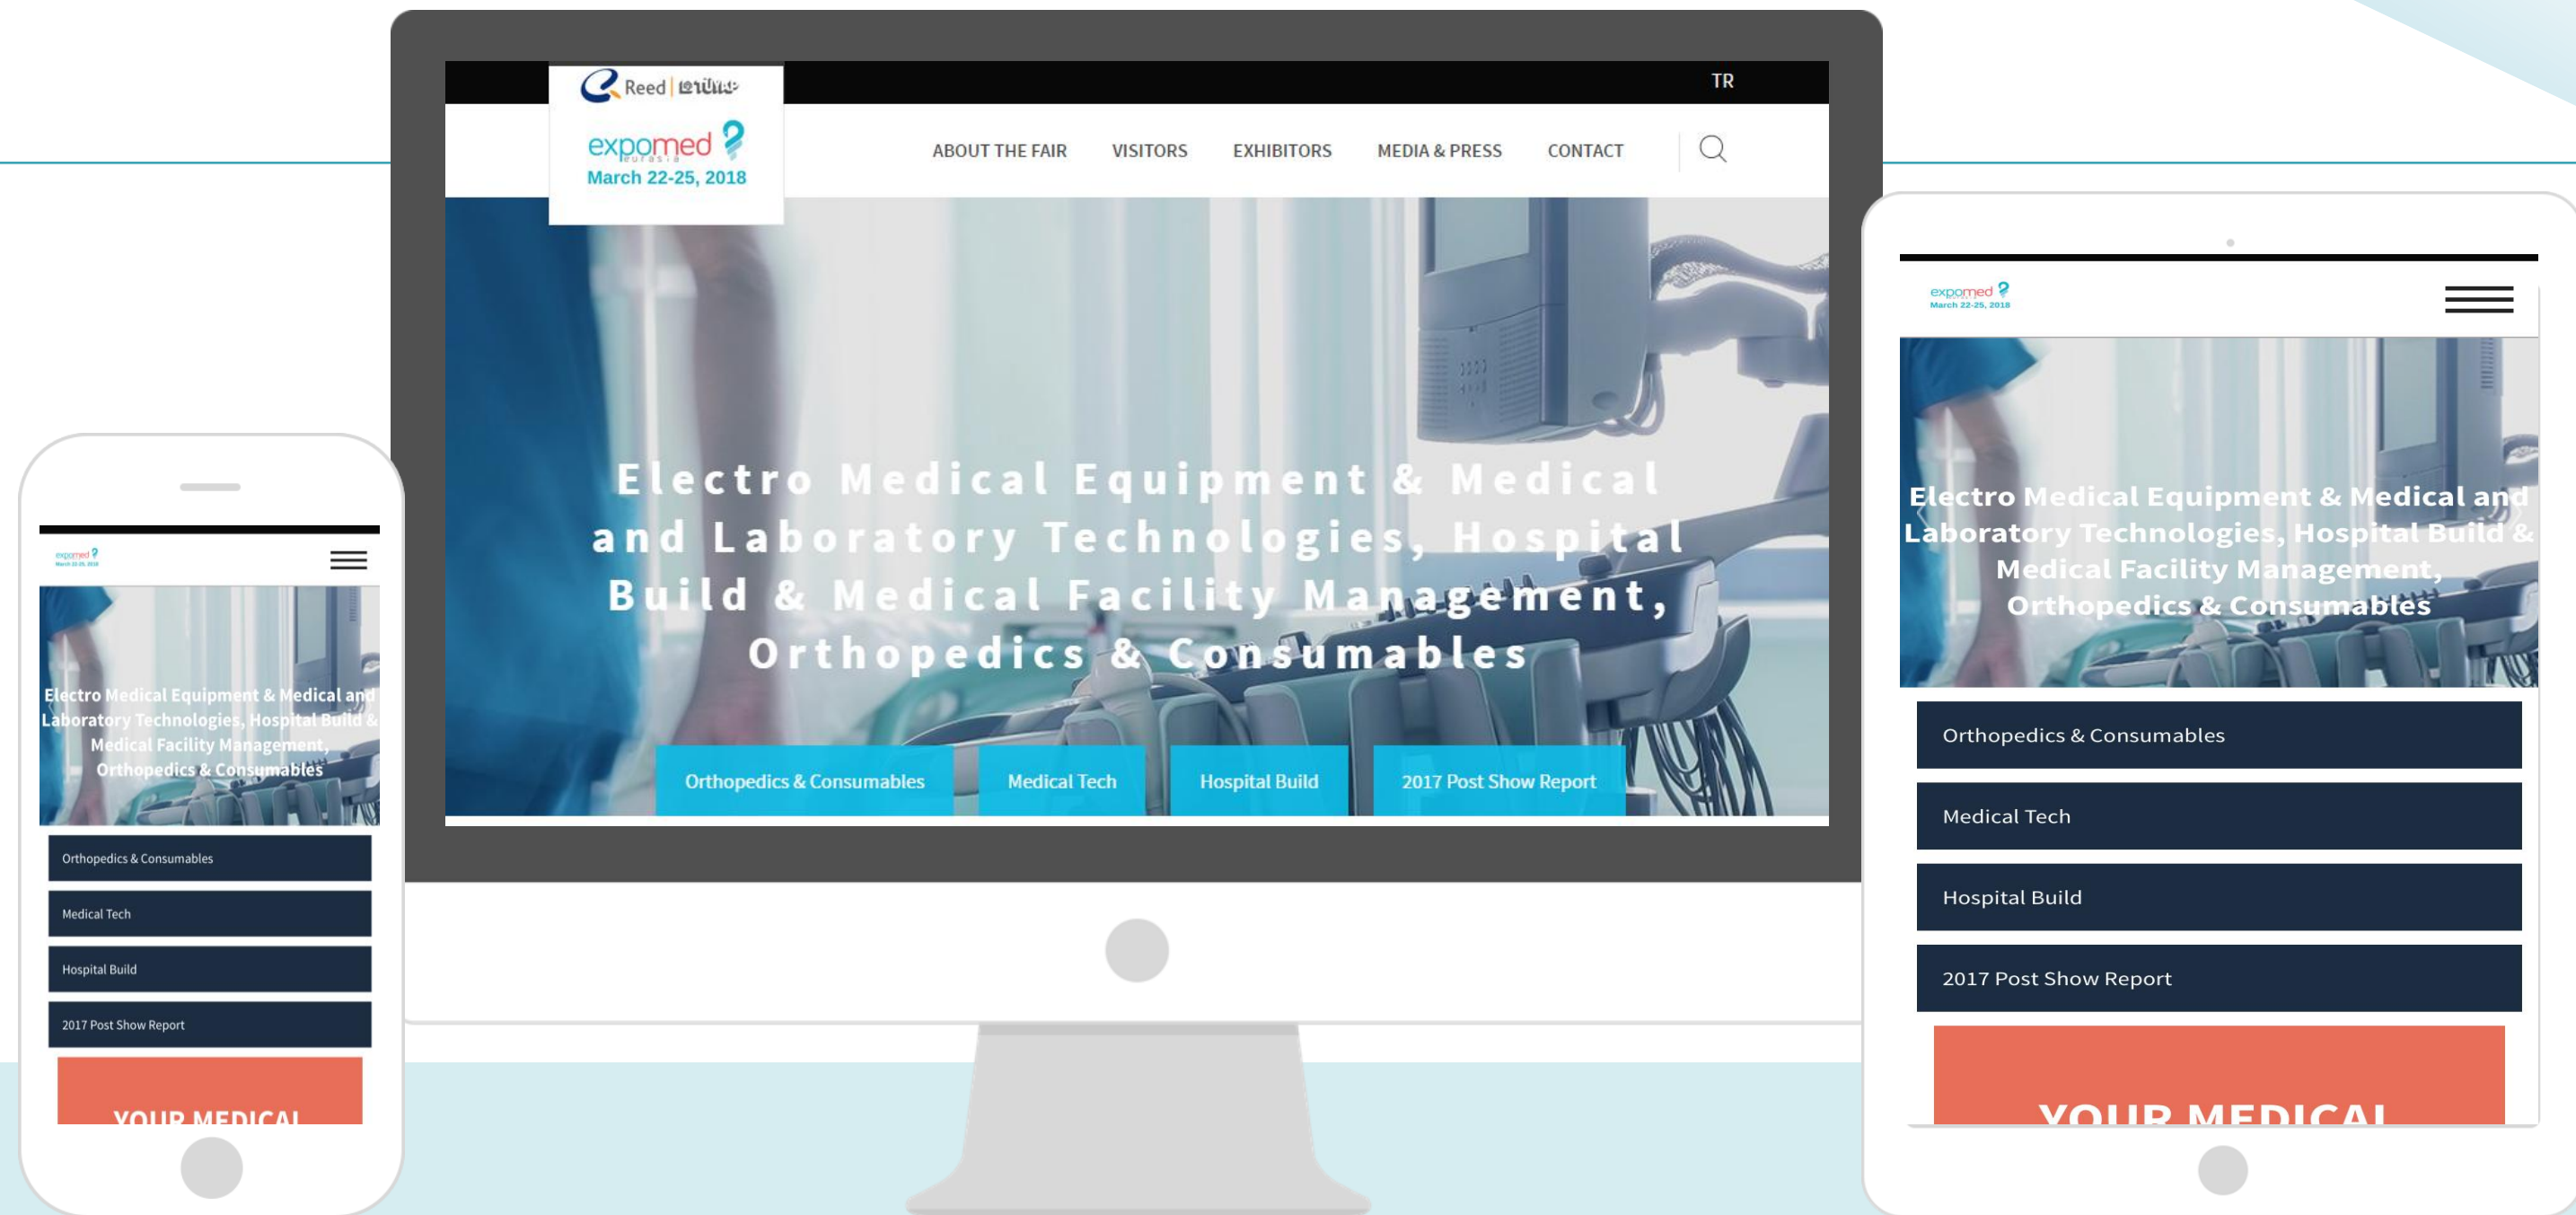 Reed
TR
expomed
eurasia
March 22-25, 2018
ABOUT THE FAIR
VISITORS
EXHIBITORS
MEDIA & PRESS
CONTACT
Electro Medical Equipment & Medical
and Laboratory Technologies, Hospital
Build & Medical Facility Management,
Orthopedics & Consumables
Orthopedics & Consumables
Medical Tech
Hospital Build
2017 Post Show Report
expomed
March 22-25, 2018
Electro Medical Equipment & Medical and
Laboratory Technologies, Hospital Build &
Medical Facility Management,
Orthopedics & Consumables
Orthopedics & Consumables
Medical Tech
Hospital Build
2017 Post Show Report
YOUR MEDICAL
expomed
March 22-25, 2018
Electro Medical Equipment & Medical and
Laboratory Technologies, Hospital Build &
Medical Facility Management,
Orthopedics & Consumables
Orthopedics & Consumables
Medical Tech
Hospital Build
2017 Post Show Report
YOUR MEDICAL